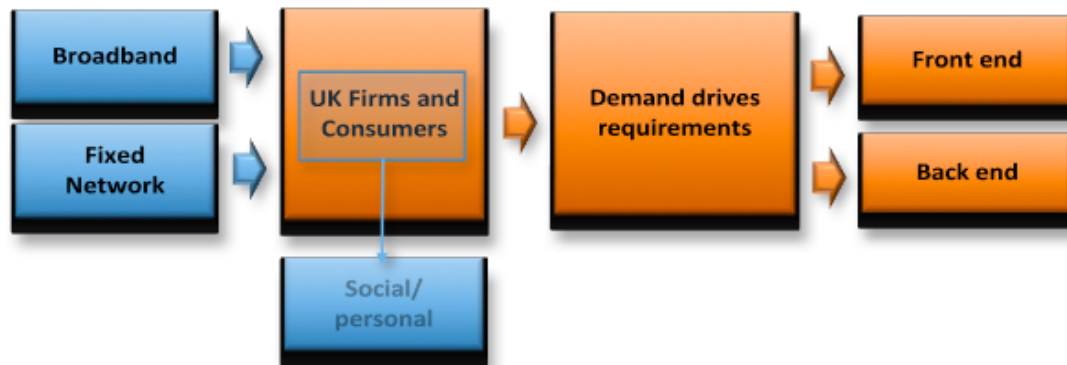 Broadband
Fixed
Network
UK Firms and
Consumers
Social/
personal
Demand drives
requirements
Front end
Back end